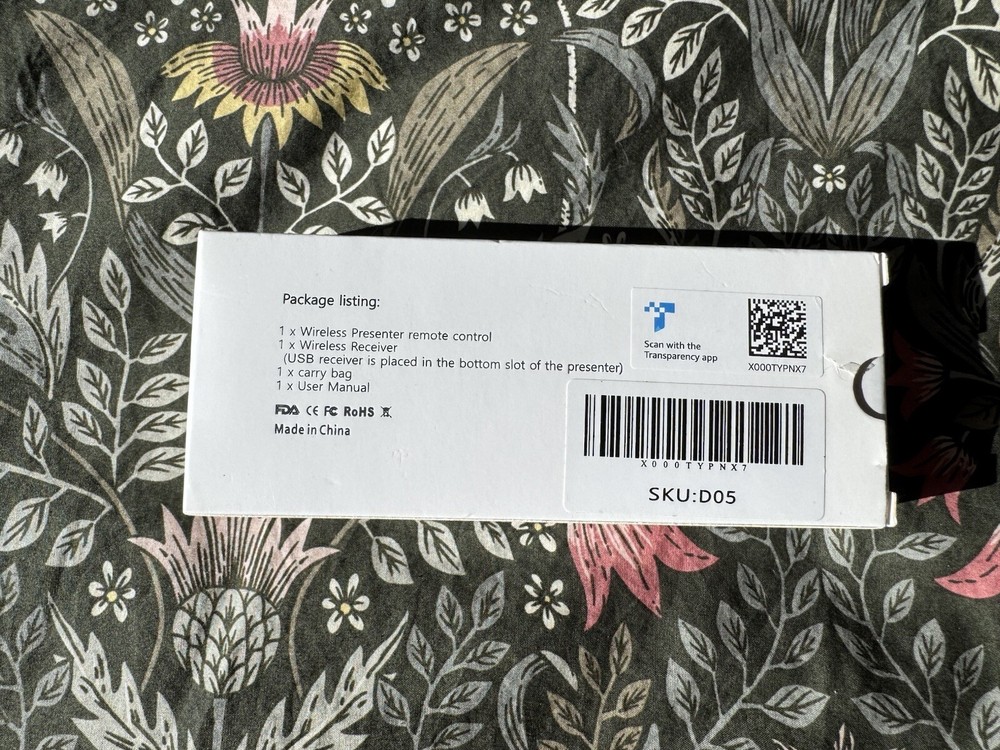 Package listing:
1 x Wireless Presenter remote control
1 x Wireless Receiver
(USB receiver is placed in the bottom slot of the presenter)
1 x carry bag
1 x User Manual
FDA CE FC RoHS
Made in China
Scan with the
Transparency app
X000TYPNX7
X000TYPNX7
SKU:D05